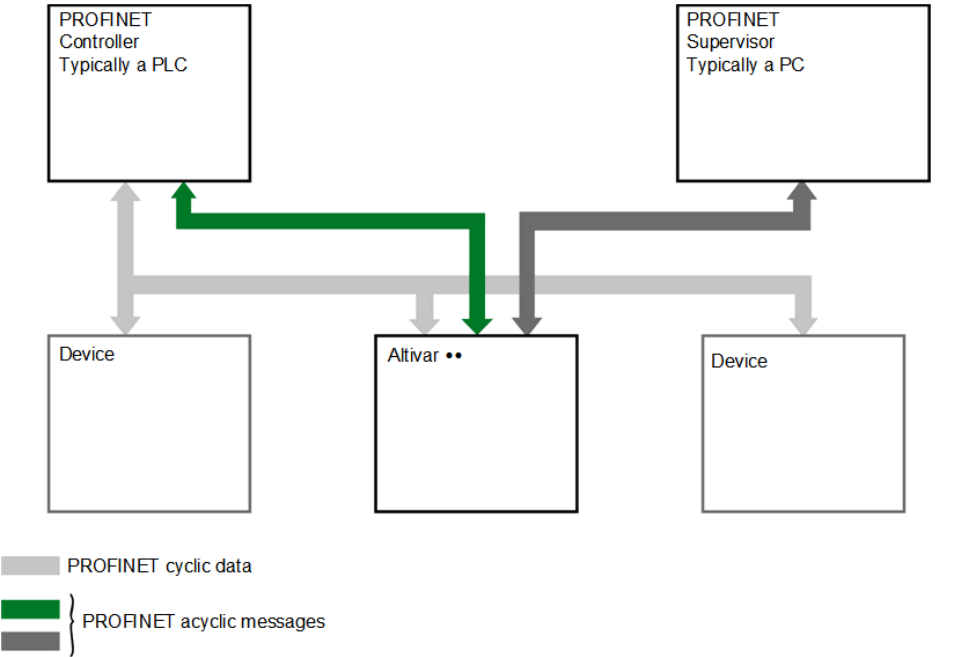 PROFINET
Controller
Typically a PLC
PROFINET
Supervisor
Typically a PC
Device
Altivar ••
Device
PROFINET cyclic data
PROFINET acyclic messages